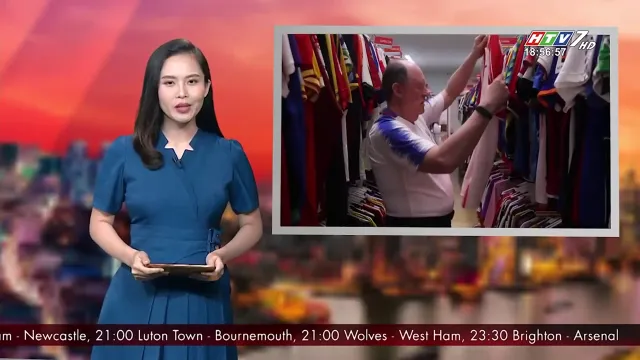 HTV7 HD
18:56:57
am - Newcastle, 21:00 Luton Town - Bournemouth, 21:00 Wolves - West Ham, 23:30 Brighton - Arsenal